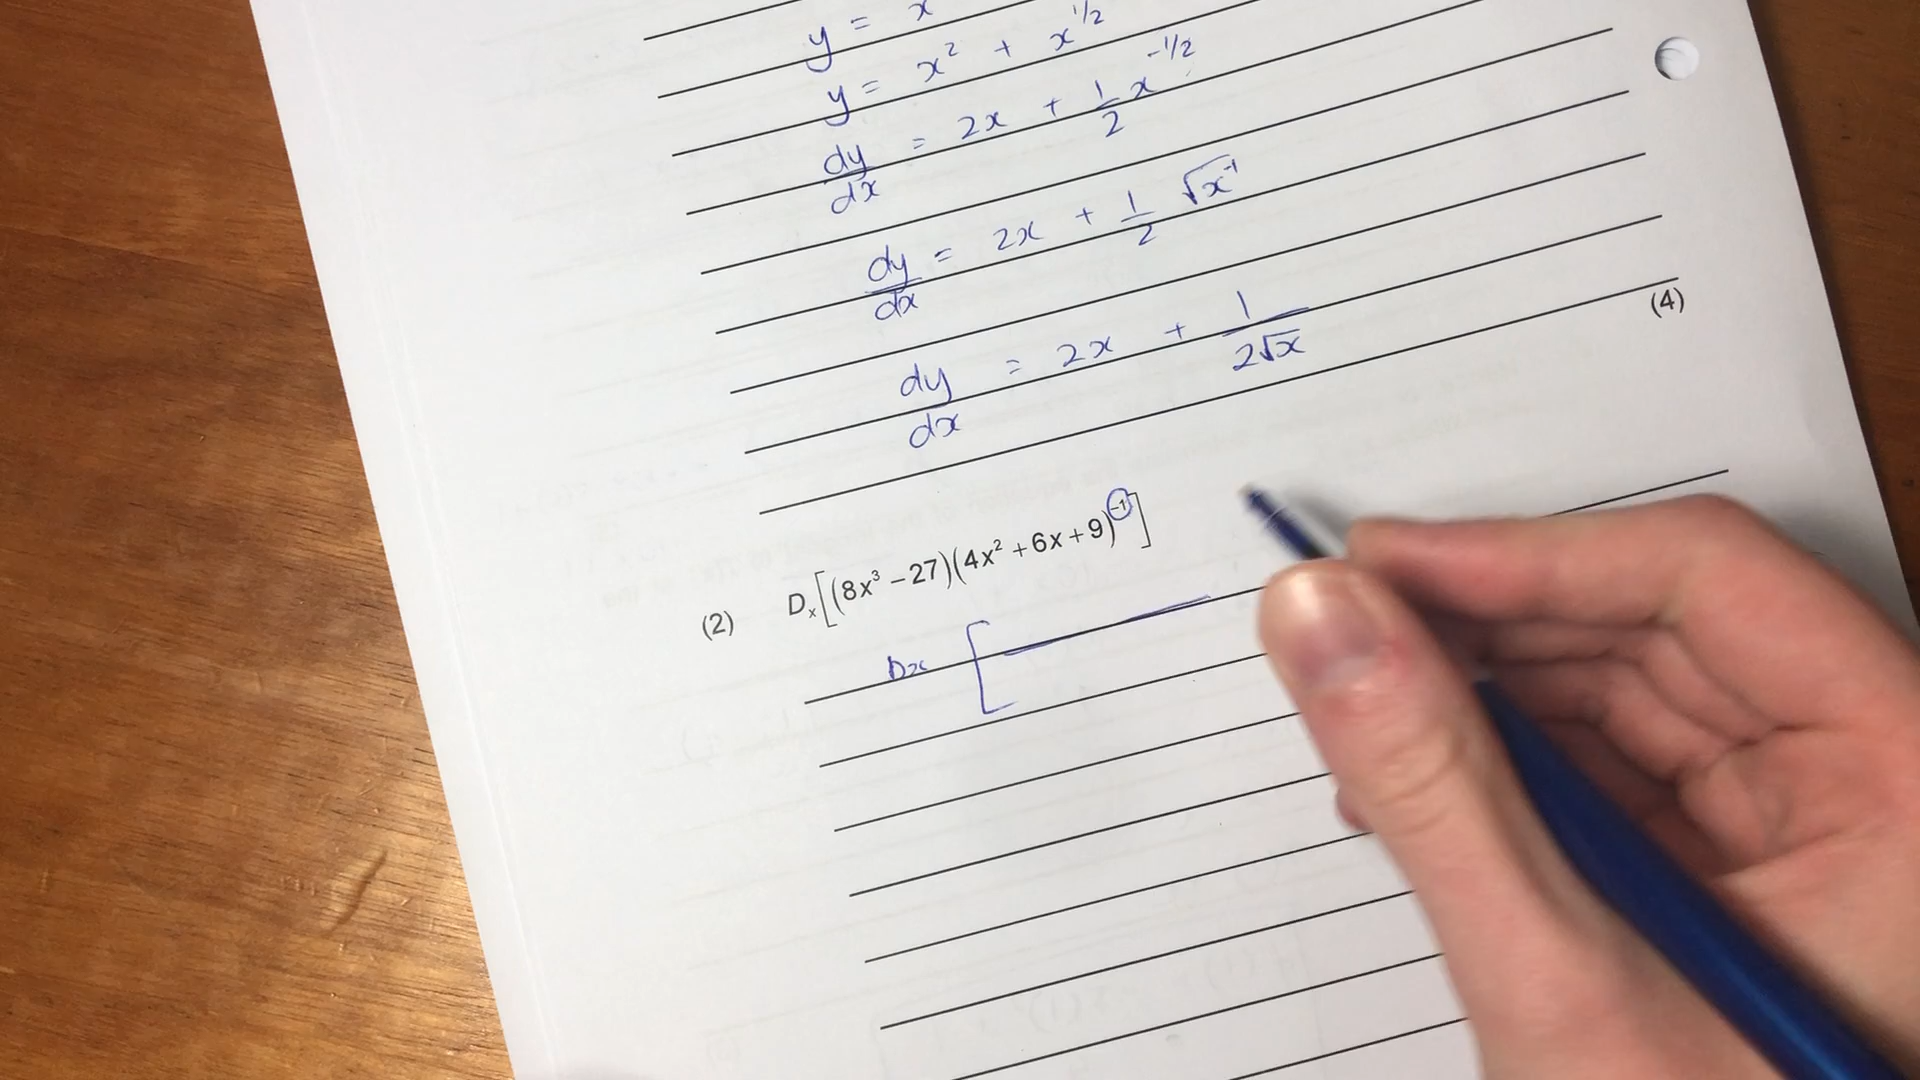 y = x
y = x² + x^1/2
dy/dx = 2x + 1/2 x^-1/2
dy/dx = 2x + 1/2 √x^-1
dy/dx = 2x + 1/(2√x)
(4)
(2) Dₓ[(8x³ − 27)(4x² + 6x + 9)⁻¹]
Dx [